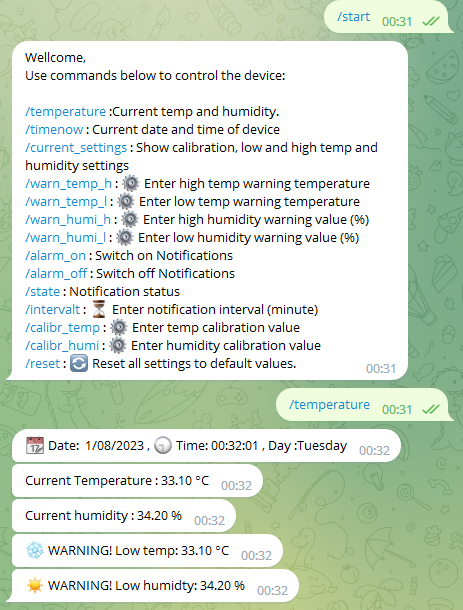 /start 00:31
Wellcome,
Use commands below to control the device:
/temperature :Current temp and humidity.
/timenow : Current date and time of device
/current_settings : Show calibration, low and high temp and
humidity settings
/warn_temp_h : Enter high temp warning temperature
/warn_temp_l : Enter low temp warning temperature
/warn_humi_h : Enter high humidity warning value (%)
/warn_humi_l : Enter low humidity warning value (%)
/alarm_on : Switch on Notifications
/alarm_off : Switch off Notifications
/state : Notification status
/intervalt : Enter notification interval (minute)
/calibr_temp : Enter temp calibration value
/calibr_humi : Enter humidity calibration value
/reset : Reset all settings to default values.
00:31
/temperature 00:31
Date: 1/08/2023 , Time: 00:32:01 , Day :Tuesday 00:32
Current Temperature : 33.10 °C 00:32
Current humidity : 34.20 % 00:32
WARNING! Low temp: 33.10 °C 00:32
WARNING! Low humidty: 34.20 % 00:32